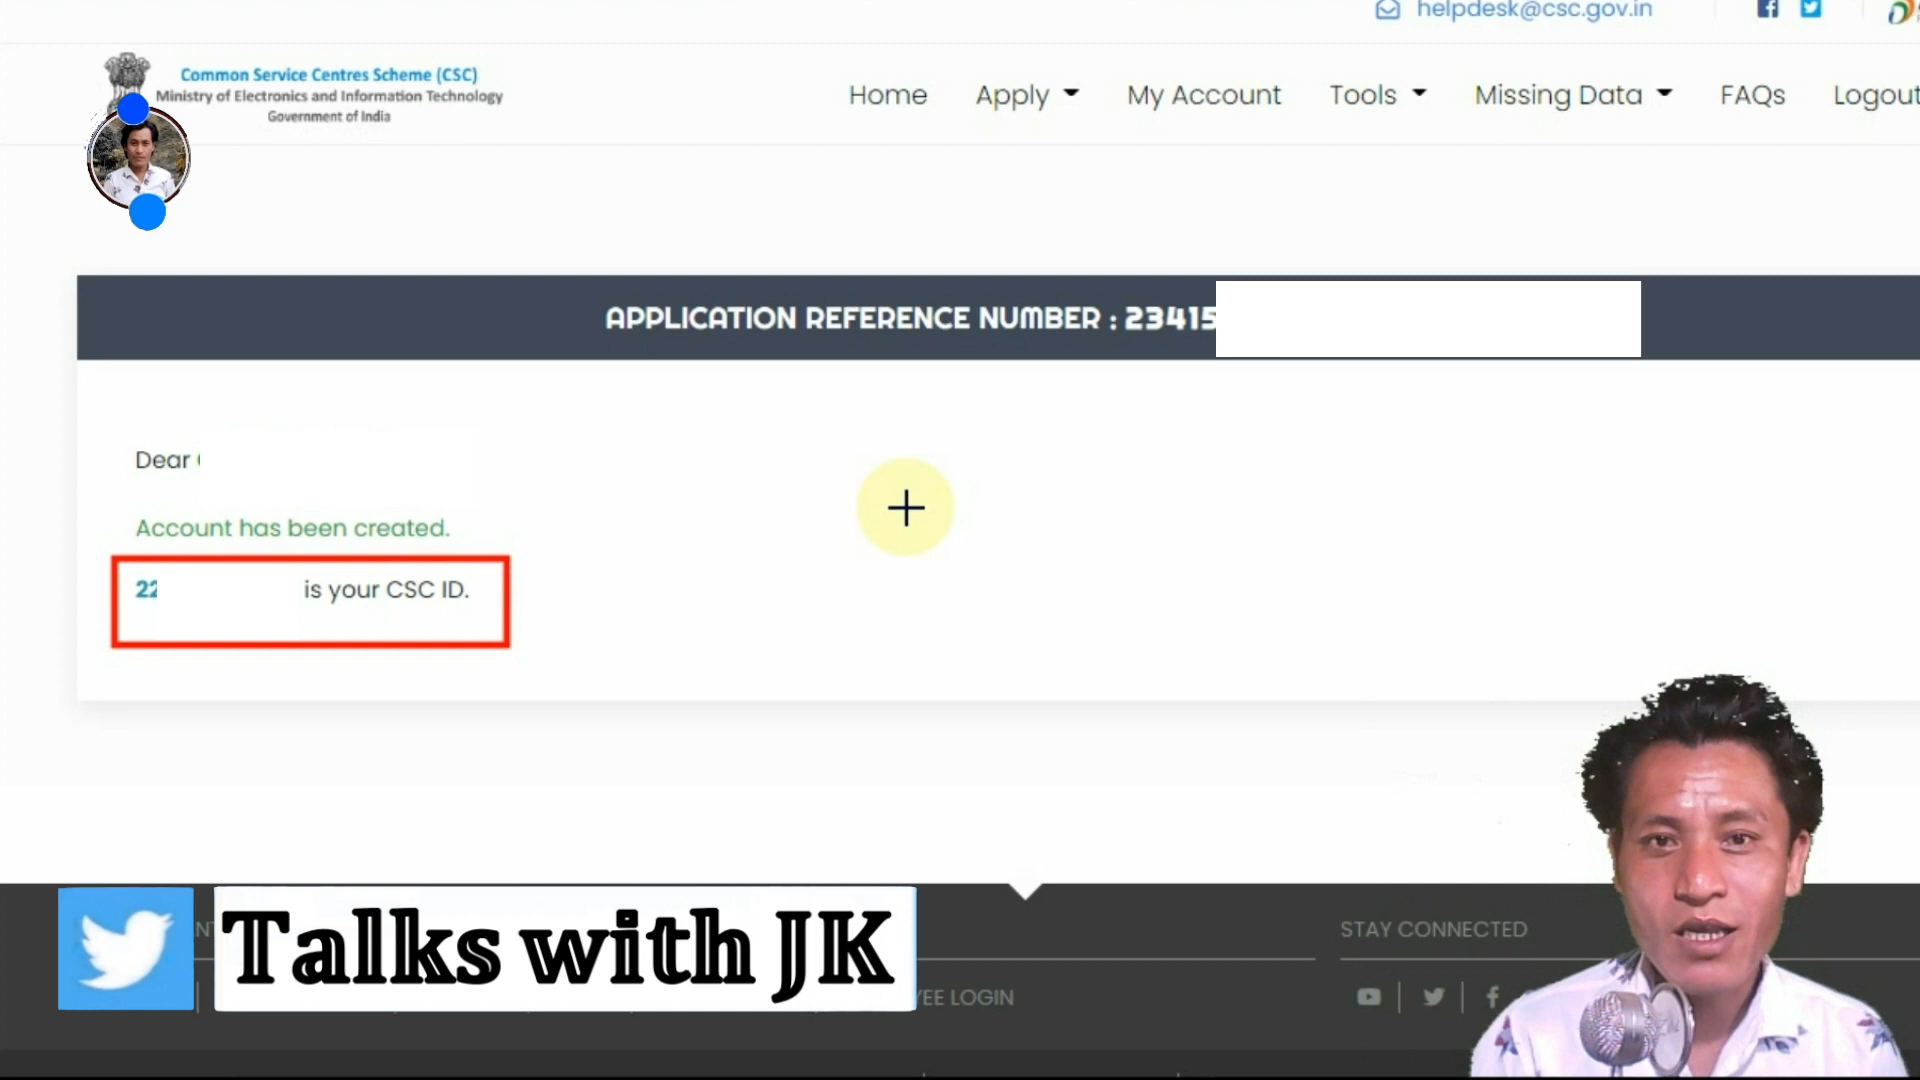 helpdesk@csc.gov.in
Common Service Centres Scheme (CSC)
Ministry of Electronics and Information Technology
Government of India
Home Apply My Account Tools Missing Data FAQs Logout
APPLICATION REFERENCE NUMBER : 23415
Dear
Account has been created.
22 is your CSC ID.
Talks with JK
STAY CONNECTED
LOGIN